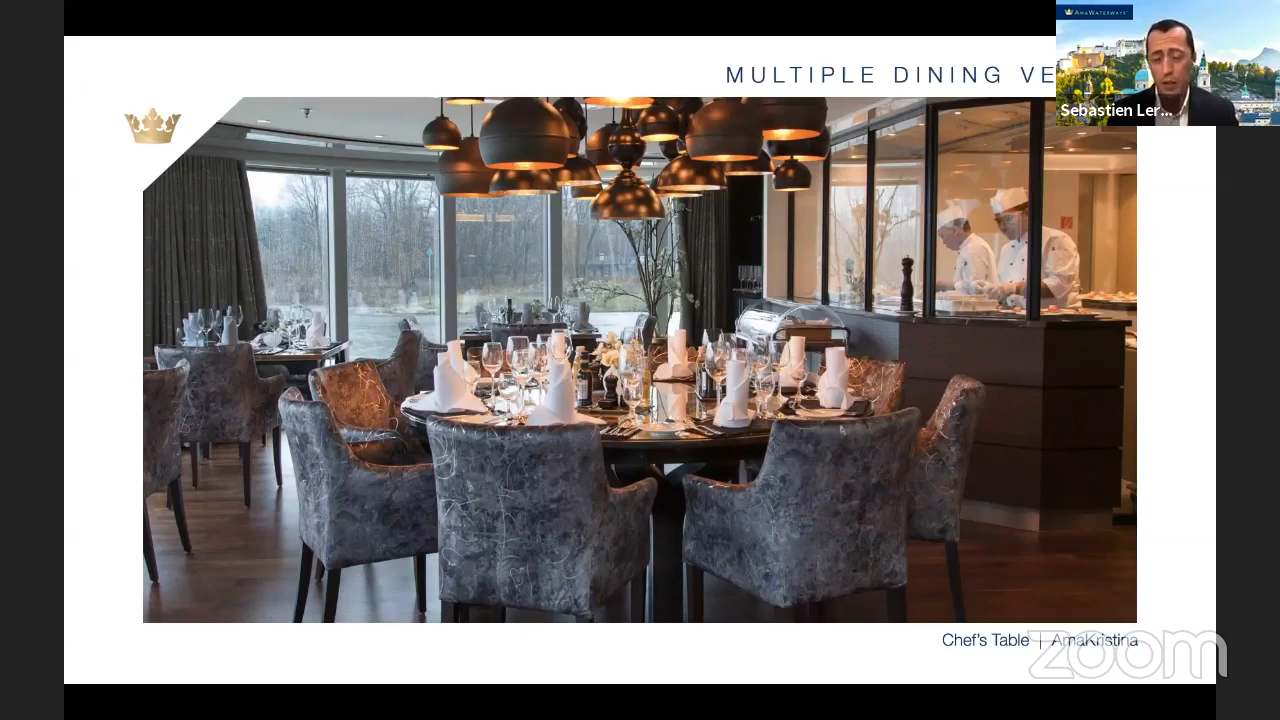 AMAWATERWAYS
MULTIPLE DINING VE
Sebastien Ler...
Chef's Table | AmaKristina
zoom